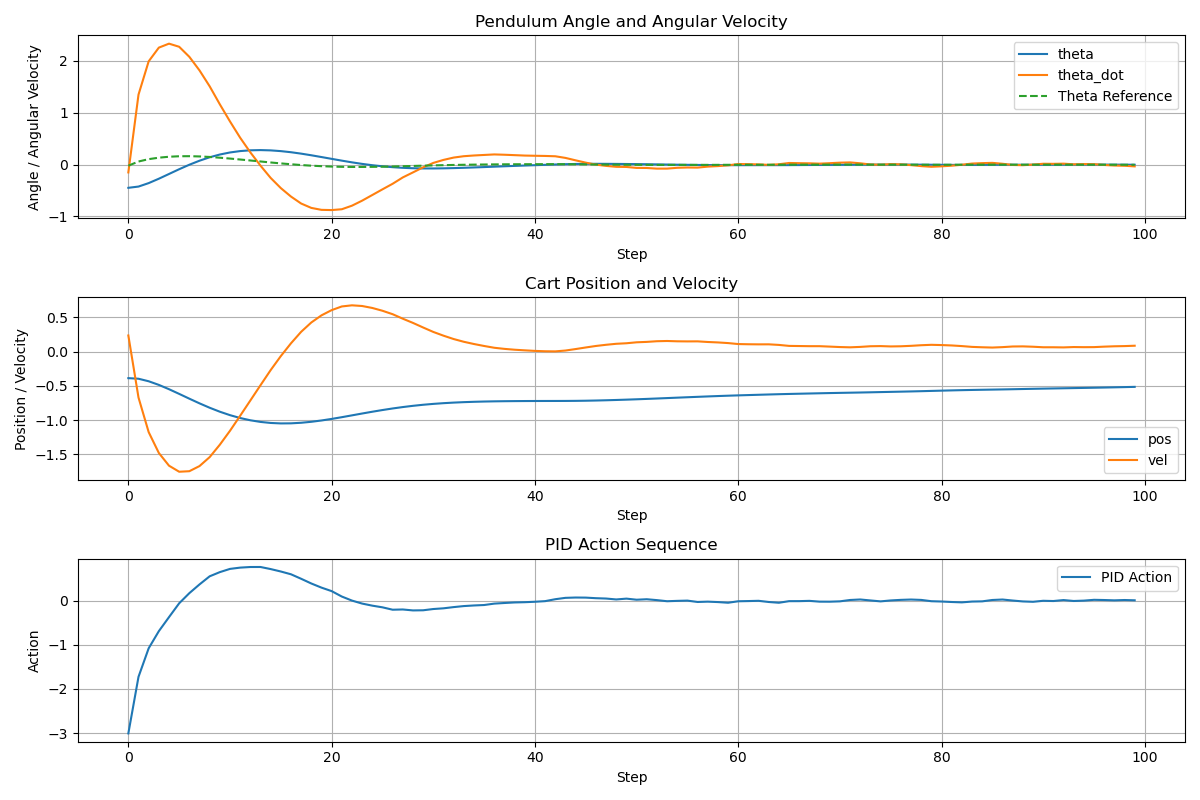 Pendulum Angle and Angular Velocity
Angle / Angular Velocity
2
1
0
−1
theta
theta_dot
Theta Reference
0 20 40 60 80 100
Step
Cart Position and Velocity
Position / Velocity
0.5
0.0
−0.5
−1.0
−1.5
pos
vel
0 20 40 60 80 100
Step
PID Action Sequence
Action
0
−1
−2
−3
PID Action
0 20 40 60 80 100
Step